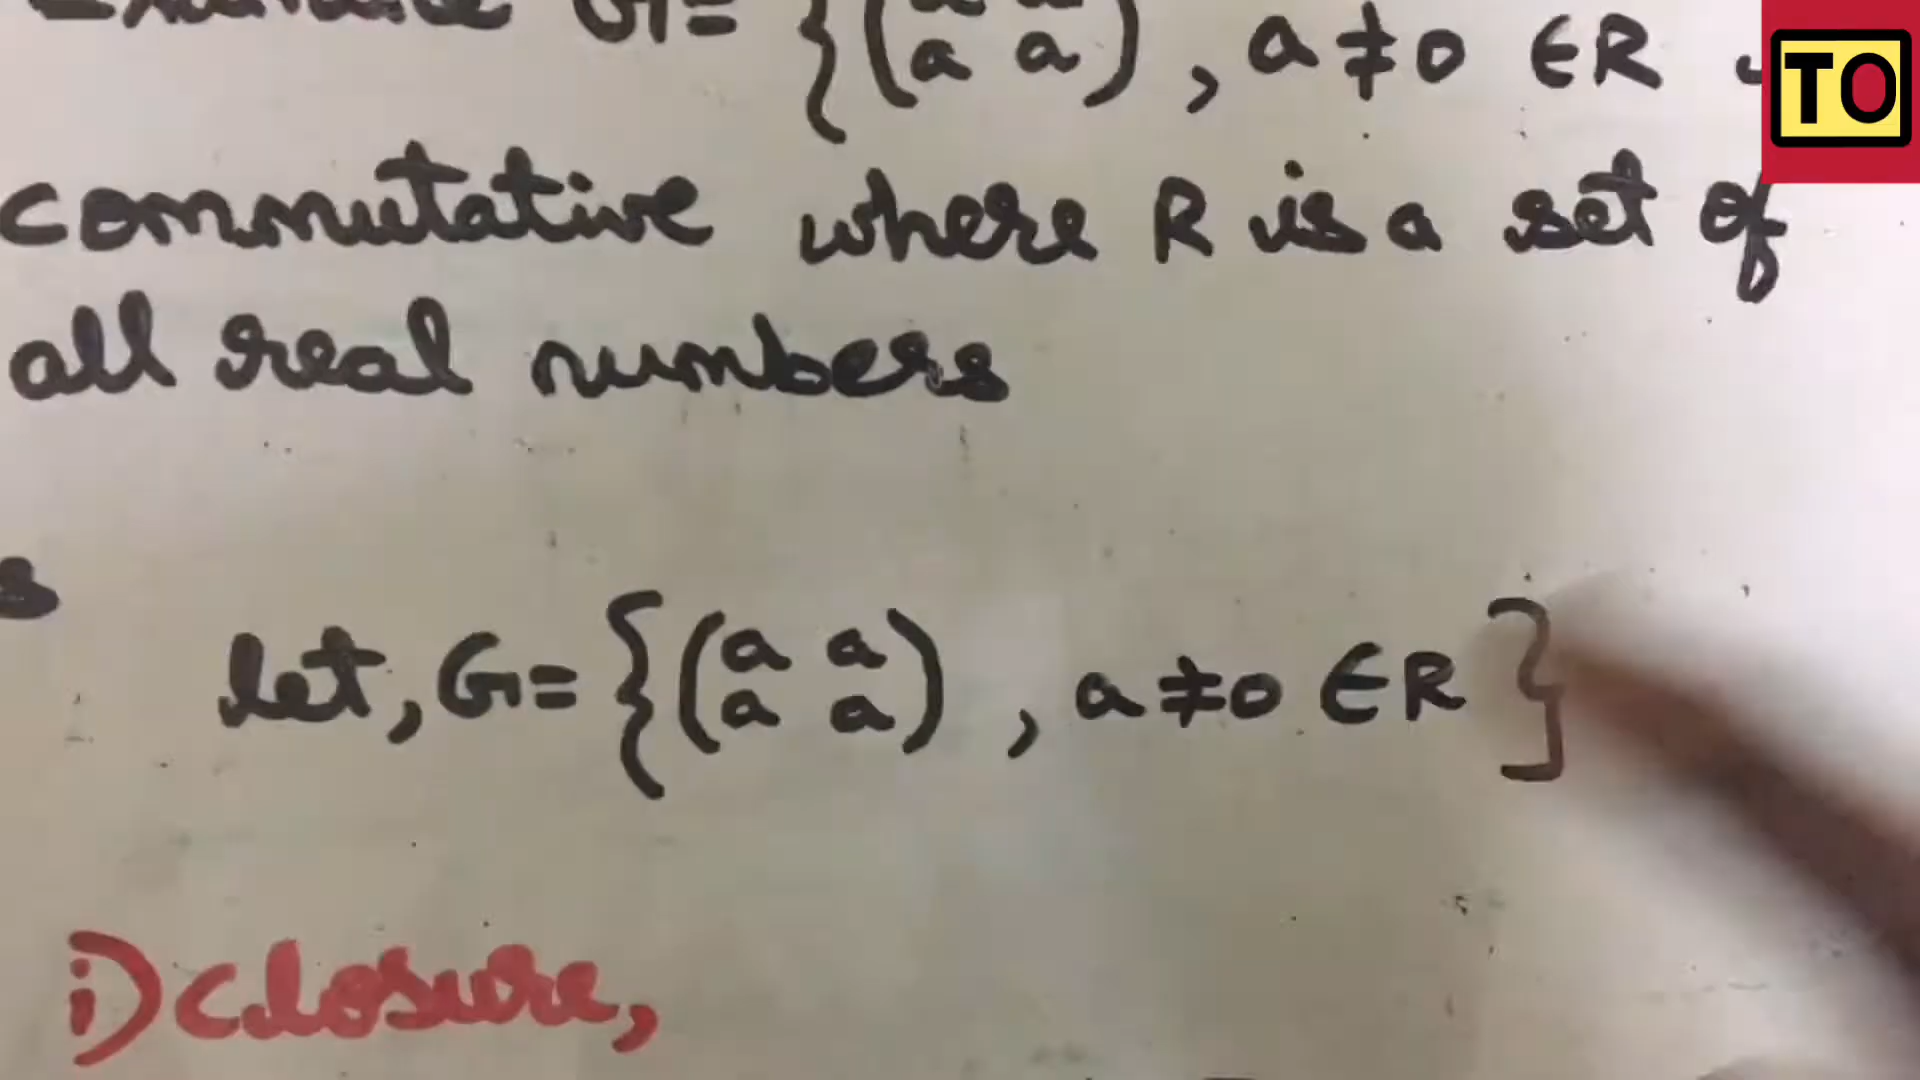 G = {( a a ) , a ≠ 0 ∈ R
TO
commutative where R is a set of
all real numbers
s
let, G = {( a a
a a ) , a ≠ 0 ∈ R }
i) closure,